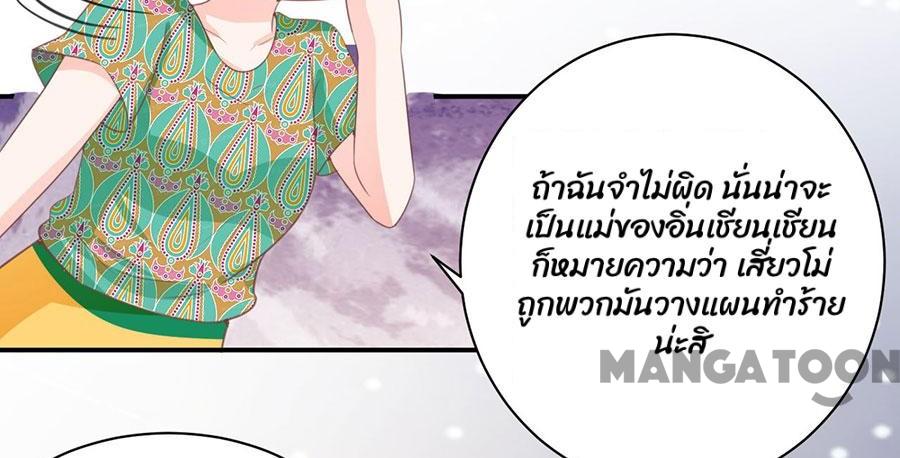 ถ้าฉันจำไม่ผิด นั่นน่าจะ
เป็นแม่ของอิ่นเชียนเชียน
ก็หมายความว่า เสี่ยวโม่
ถูกพวกมันวางแผนทำร้าย
น่ะสิ
MANGATOON